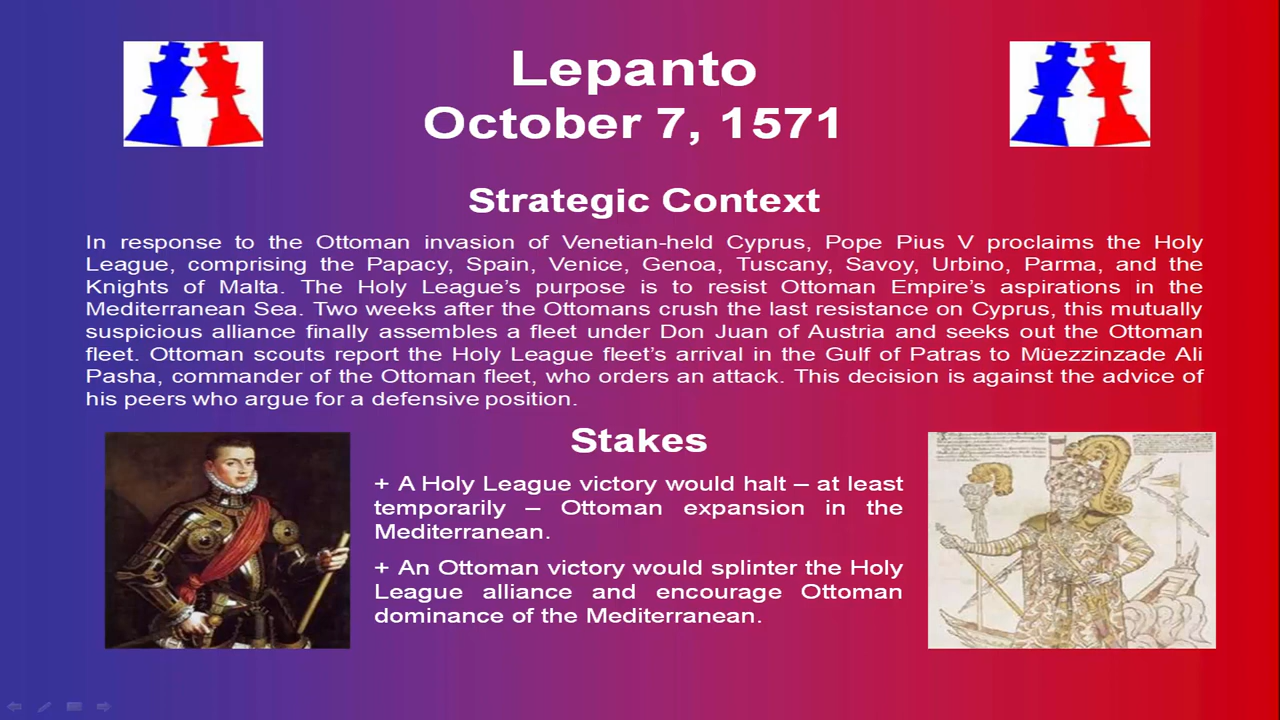 Lepanto
October 7, 1571
Strategic Context
In response to the Ottoman invasion of Venetian-held Cyprus, Pope Pius V proclaims the Holy
League, comprising the Papacy, Spain, Venice, Genoa, Tuscany, Savoy, Urbino, Parma, and the
Knights of Malta. The Holy League’s purpose is to resist Ottoman Empire’s aspirations in the
Mediterranean Sea. Two weeks after the Ottomans crush the last resistance on Cyprus, this mutually
suspicious alliance finally assembles a fleet under Don Juan of Austria and seeks out the Ottoman
fleet. Ottoman scouts report the Holy League fleet’s arrival in the Gulf of Patras to Müezzinzade Ali
Pasha, commander of the Ottoman fleet, who orders an attack. This decision is against the advice of
his peers who argue for a defensive position.
Stakes
+ A Holy League victory would halt – at least
temporarily – Ottoman expansion in the
Mediterranean.
+ An Ottoman victory would splinter the Holy
League alliance and encourage Ottoman
dominance of the Mediterranean.